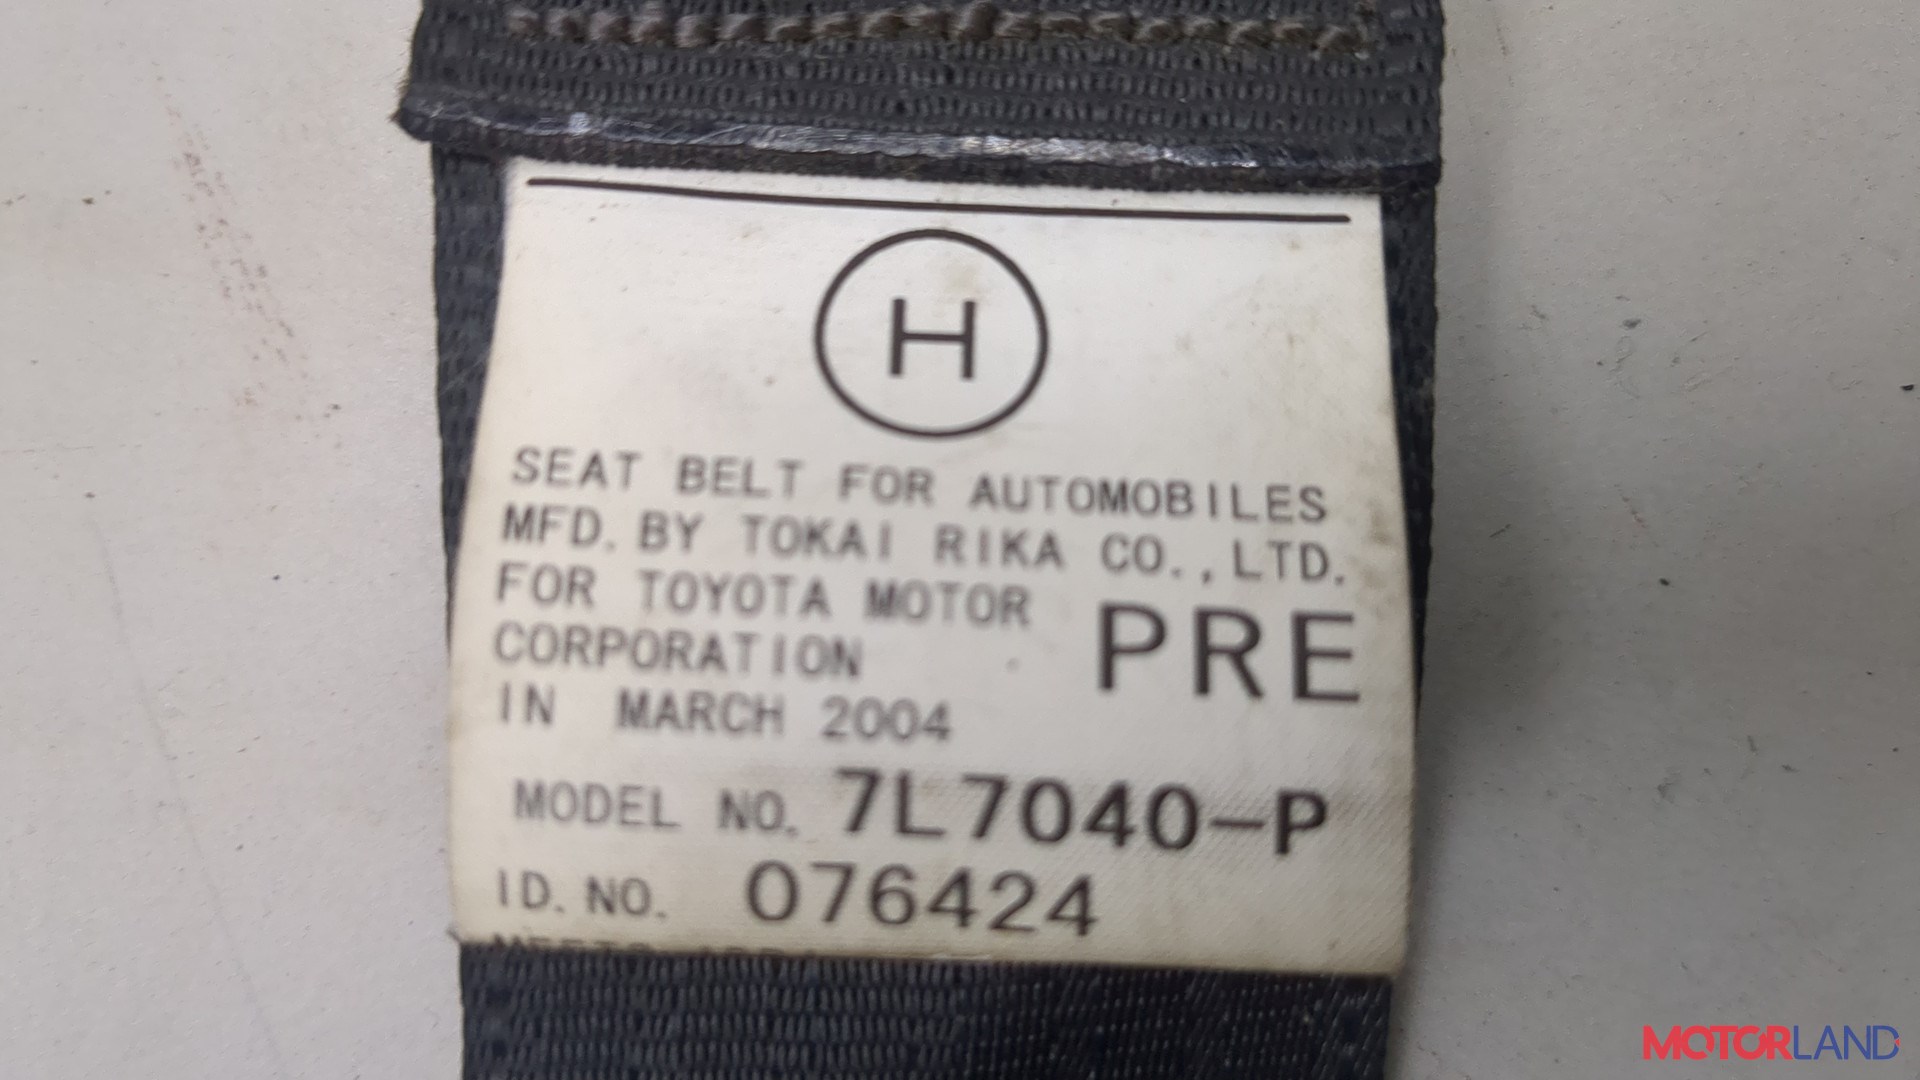 H
SEAT BELT FOR AUTOMOBILES
MFD. BY TOKAI RIKA CO., LTD.
FOR TOYOTA MOTOR
CORPORATION
PRE
IN MARCH 2004
MODEL NO. 7L7040-P
ID. NO. 076424
MOTORLAND